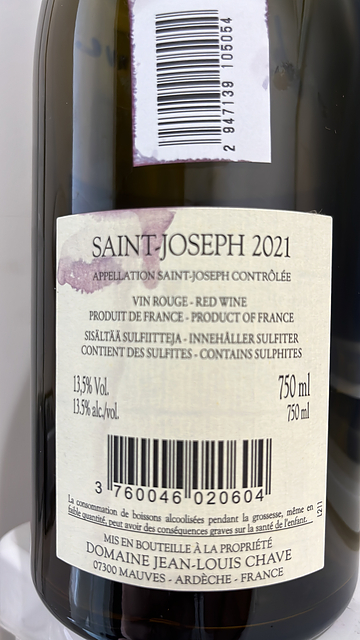 2 947139 105054
SAINT-JOSEPH 2021
APPELLATION SAINT-JOSEPH CONTRÔLÉE
VIN ROUGE - RED WINE
PRODUIT DE FRANCE - PRODUCT OF FRANCE
SISÄLTÄÄ SULFIITTEJA - INNEHÅLLER SULFITER
CONTIENT DES SULFITES - CONTAINS SULPHITES
13,5% Vol. 750 ml
13.5% alc./vol. 750 ml
3 760046 020604
La consommation de boissons alcoolisées pendant la grossesse, même en
faible quantité, peut avoir des conséquences graves sur la santé de l'enfant.
L21
MIS EN BOUTEILLE À LA PROPRIÉTÉ
DOMAINE JEAN-LOUIS CHAVE
07300 MAUVES - ARDÈCHE - FRANCE